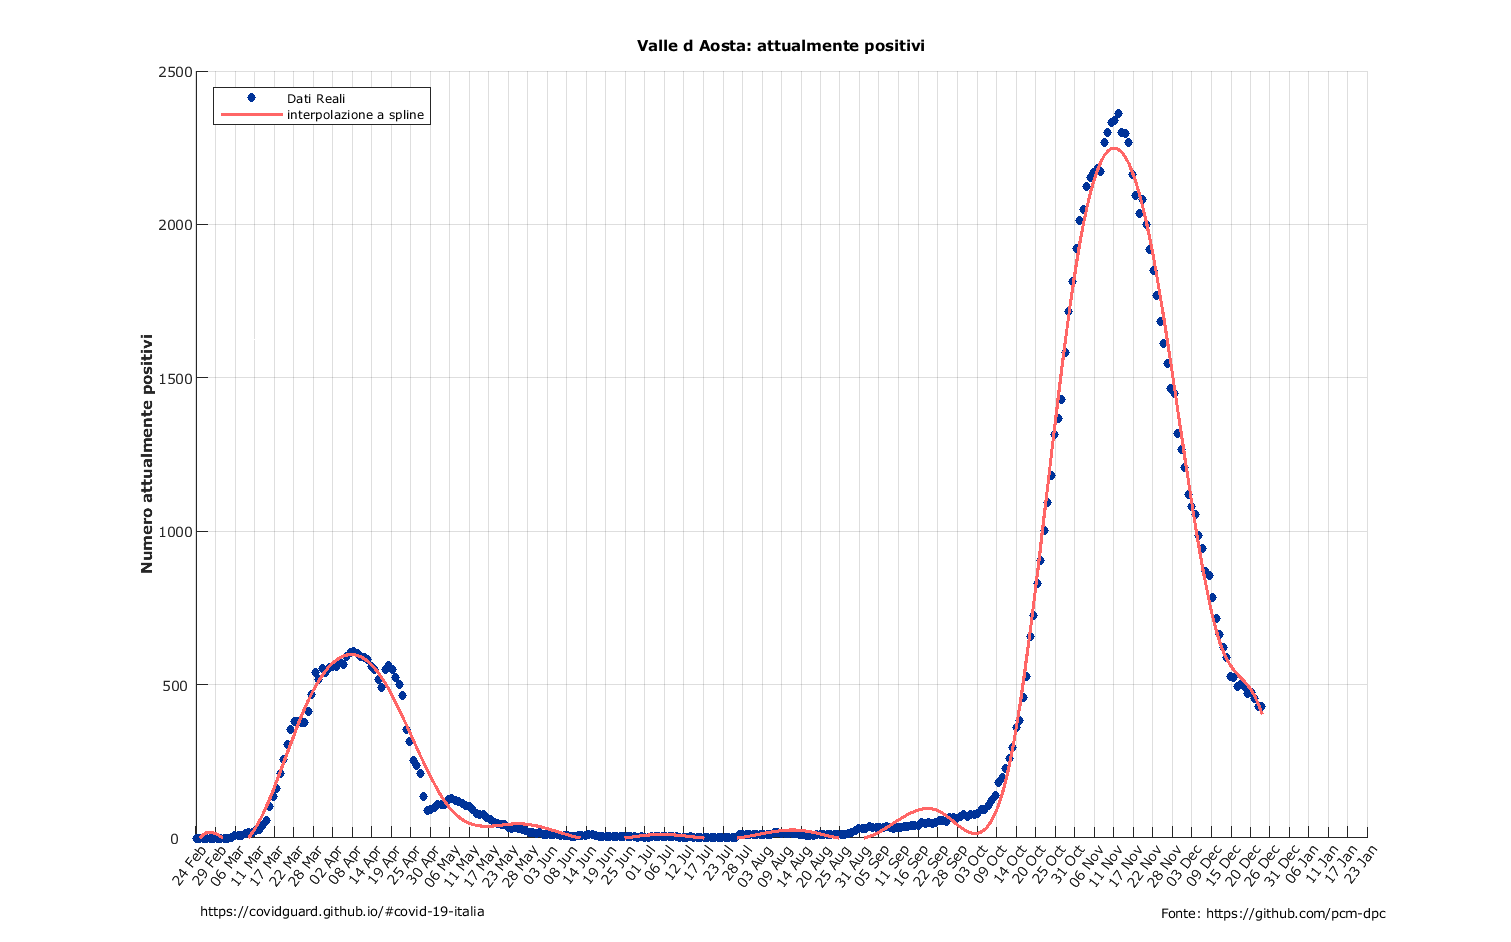 Valle d Aosta: attualmente positivi
Dati Reali
interpolazione a spline
Numero attualmente positivi
2500
2000
1500
1000
500
0
24 Feb
29 Feb
06 Mar
11 Mar
17 Mar
22 Mar
28 Mar
02 Apr
08 Apr
14 Apr
19 Apr
25 Apr
30 Apr
06 May
11 May
17 May
23 May
28 May
03 Jun
08 Jun
14 Jun
19 Jun
25 Jun
01 Jul
06 Jul
12 Jul
17 Jul
23 Jul
28 Jul
03 Aug
09 Aug
14 Aug
20 Aug
25 Aug
31 Aug
05 Sep
11 Sep
16 Sep
22 Sep
28 Sep
03 Oct
09 Oct
14 Oct
20 Oct
25 Oct
31 Oct
06 Nov
11 Nov
17 Nov
22 Nov
28 Nov
03 Dec
09 Dec
15 Dec
20 Dec
26 Dec
31 Dec
06 Jan
11 Jan
17 Jan
23 Jan
https://covidguard.github.io/#covid-19-italia
Fonte: https://github.com/pcm-dpc